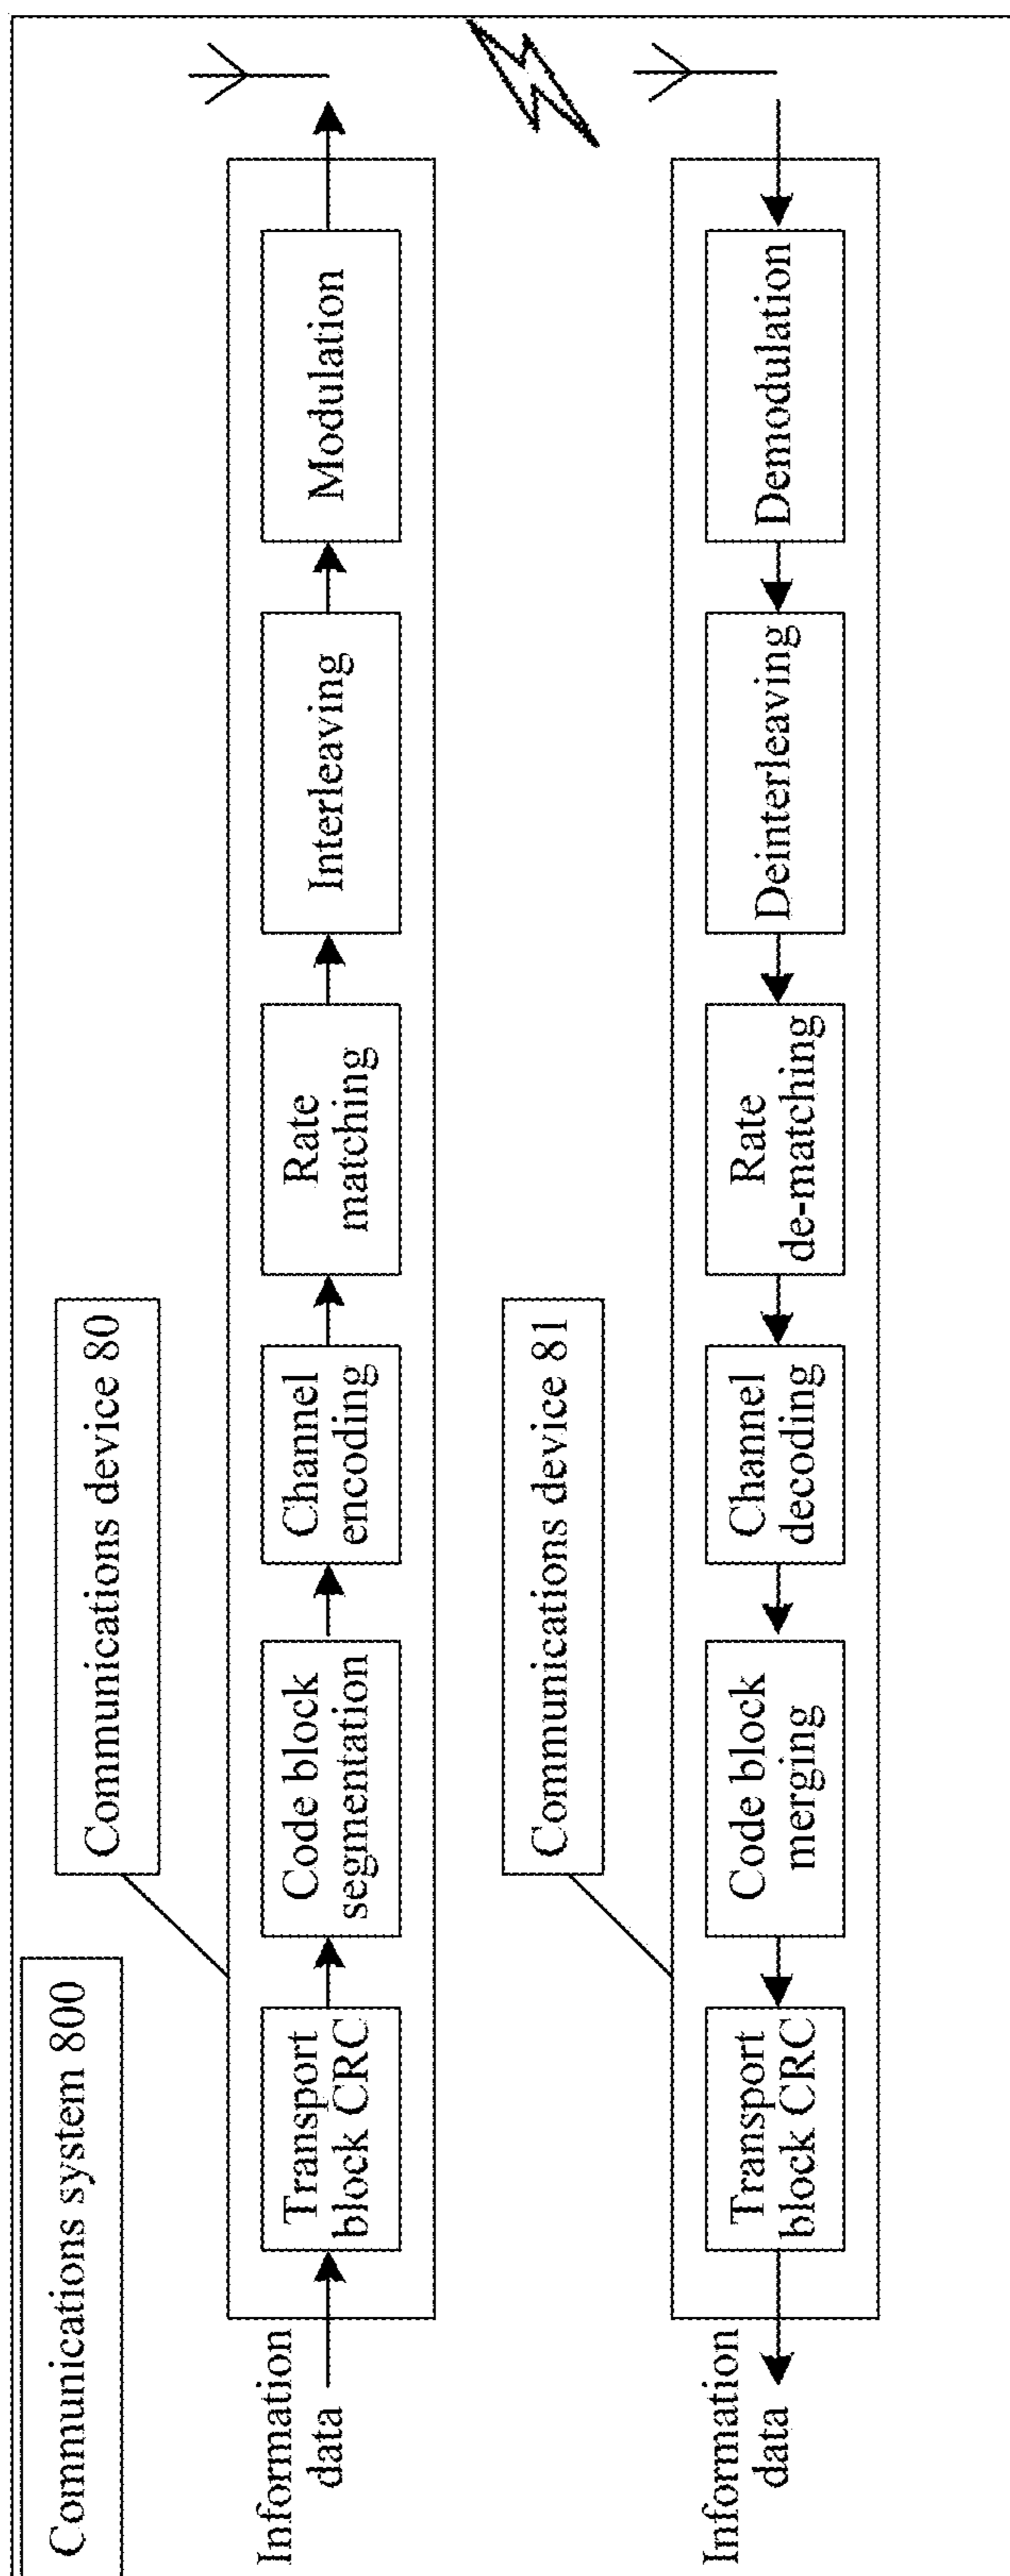 Communications system 800
Communications device 80
Information
data
Transport
block CRC
Code block
segmentation
Channel
encoding
Rate
matching
Interleaving
Modulation
Communications device 81
Information
data
Transport
block CRC
Code block
merging
Channel
decoding
Rate
de-matching
Deinterleaving
Demodulation